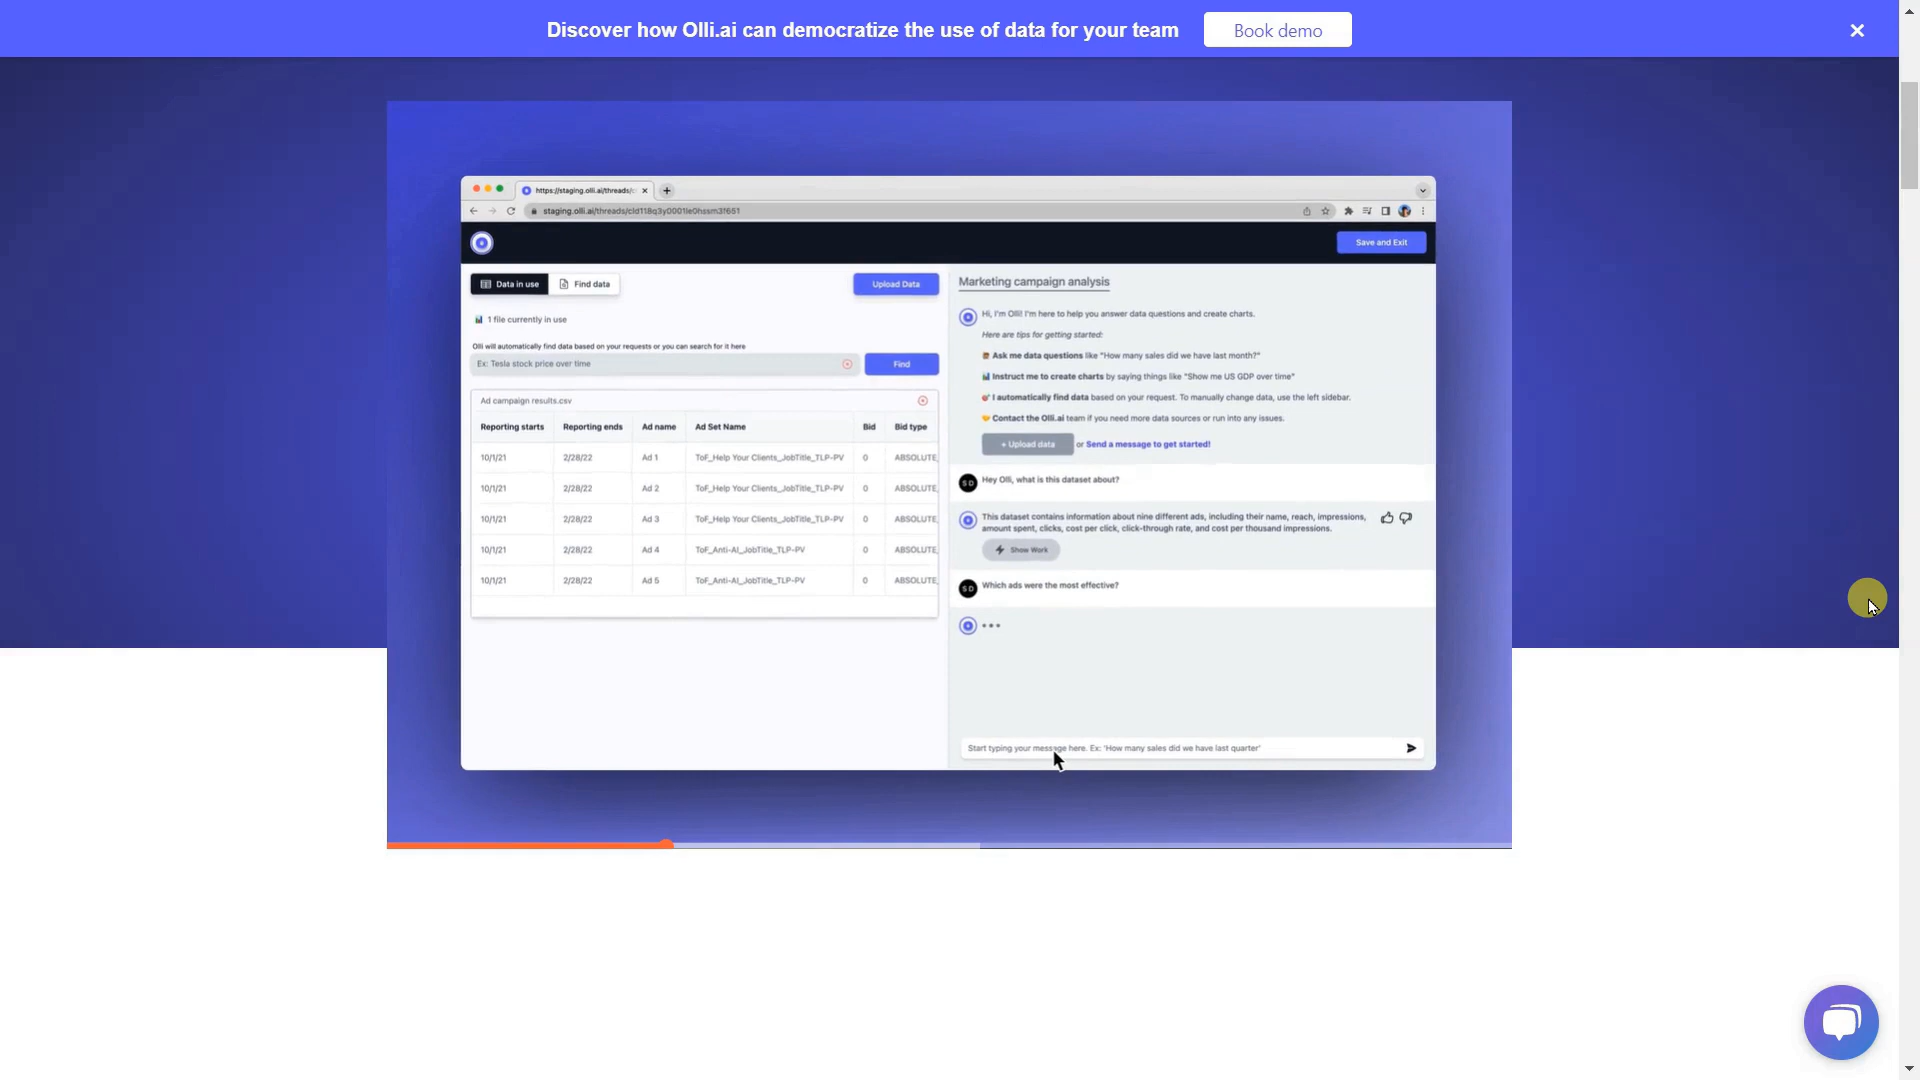 Discover how Olli.ai can democratize the use of data for your team
Book demo
https://staging.olli.ai/threads/c
staging.olli.ai/threads/cld118q3y0001le0hssm3f651
Save and Exit
Data in use
Find data
Upload Data
1 file currently in use
Olli will automatically find data based on your requests or you can search for it here
Ex: Tesla stock price over time
Find
Ad campaign results.csv
Reporting starts Reporting ends Ad name Ad Set Name Bid Bid type
10/1/21 2/28/22 Ad 1 ToF_Help Your Clients_JobTitle_TLP-PV 0 ABSOLUTE_
10/1/21 2/28/22 Ad 2 ToF_Help Your Clients_JobTitle_TLP-PV 0 ABSOLUTE_
10/1/21 2/28/22 Ad 3 ToF_Help Your Clients_JobTitle_TLP-PV 0 ABSOLUTE_
10/1/21 2/28/22 Ad 4 ToF_Anti-AI_JobTitle_TLP-PV 0 ABSOLUTE_
10/1/21 2/28/22 Ad 5 ToF_Anti-AI_JobTitle_TLP-PV 0 ABSOLUTE_
Marketing campaign analysis
Hi, I'm Olli! I'm here to help you answer data questions and create charts.
Here are tips for getting started:
Ask me data questions like "How many sales did we have last month?"
Instruct me to create charts by saying things like "Show me US GDP over time"
I automatically find data based on your request. To manually change data, use the left sidebar.
Contact the Olli.ai team if you need more data sources or run into any issues.
+ Upload data or Send a message to get started!
SD Hey Olli, what is this dataset about?
This dataset contains information about nine different ads, including their name, reach, impressions,
amount spent, clicks, cost per click, click-through rate, and cost per thousand impressions.
Show Work
SD Which ads were the most effective?
Start typing your message here. Ex: 'How many sales did we have last quarter'